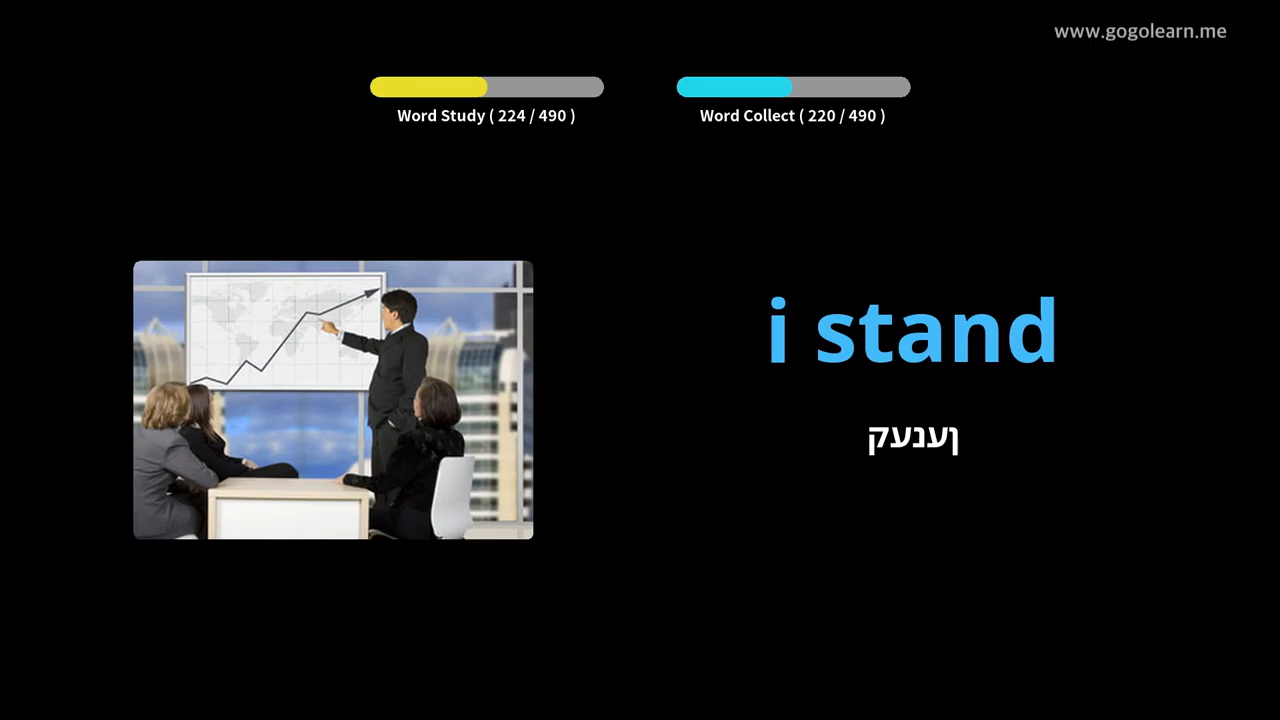 www.gogolearn.me
Word Study ( 224 / 490 )
Word Collect ( 220 / 490 )
i stand
ןענעק